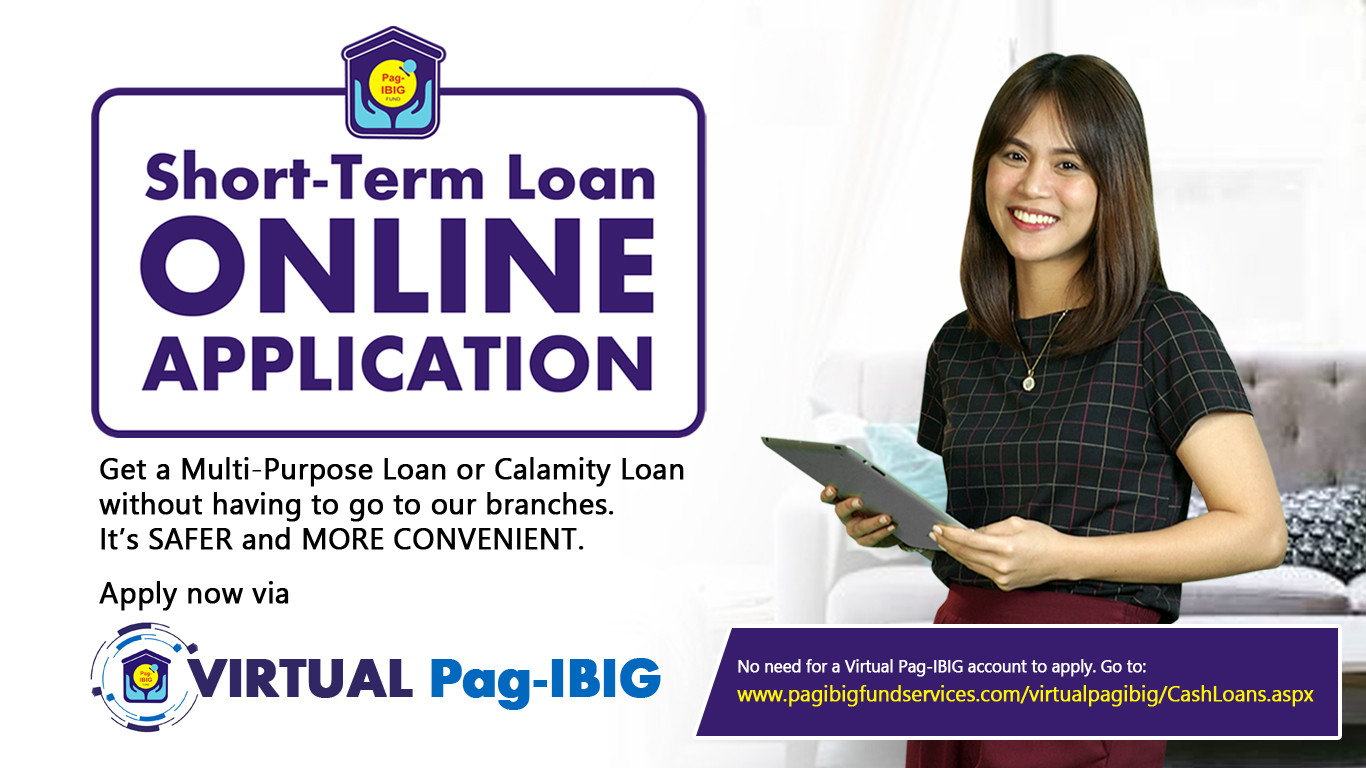 Pag-
IBIG
FUND
Short-Term Loan
ONLINE
APPLICATION
Get a Multi-Purpose Loan or Calamity Loan
without having to go to our branches.
It's SAFER and MORE CONVENIENT.
Apply now via
Pag-
IBIG
FUND
VIRTUAL Pag-IBIG
No need for a Virtual Pag-IBIG account to apply. Go to:
www.pagibigfundservices.com/virtualpagibig/CashLoans.aspx